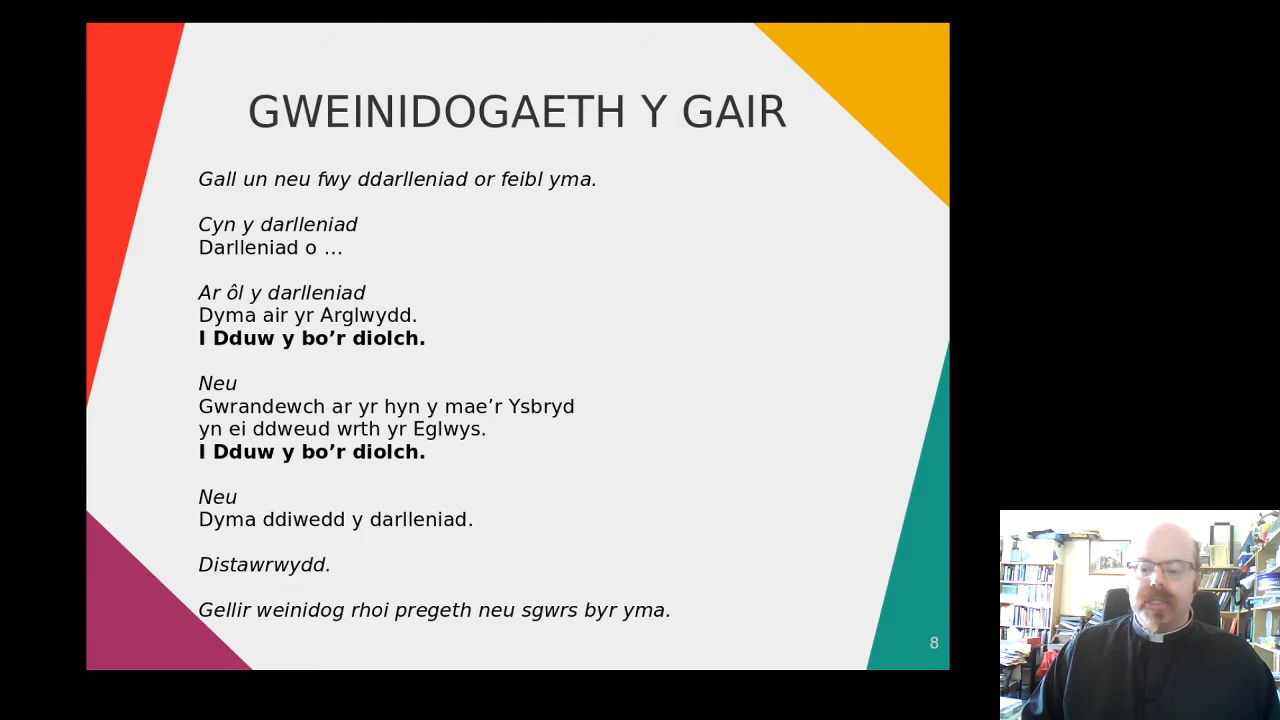 GWEINIDOGAETH Y GAIR
Gall un neu fwy ddarlleniad or feibl yma.
Cyn y darlleniad
Darlleniad o ...
Ar ôl y darlleniad
Dyma air yr Arglwydd.
I Dduw y bo’r diolch.
Neu
Gwrandewch ar yr hyn y mae’r Ysbryd
yn ei ddweud wrth yr Eglwys.
I Dduw y bo’r diolch.
Neu
Dyma ddiwedd y darlleniad.
Distawrwydd.
Gellir weinidog rhoi pregeth neu sgwrs byr yma.
8